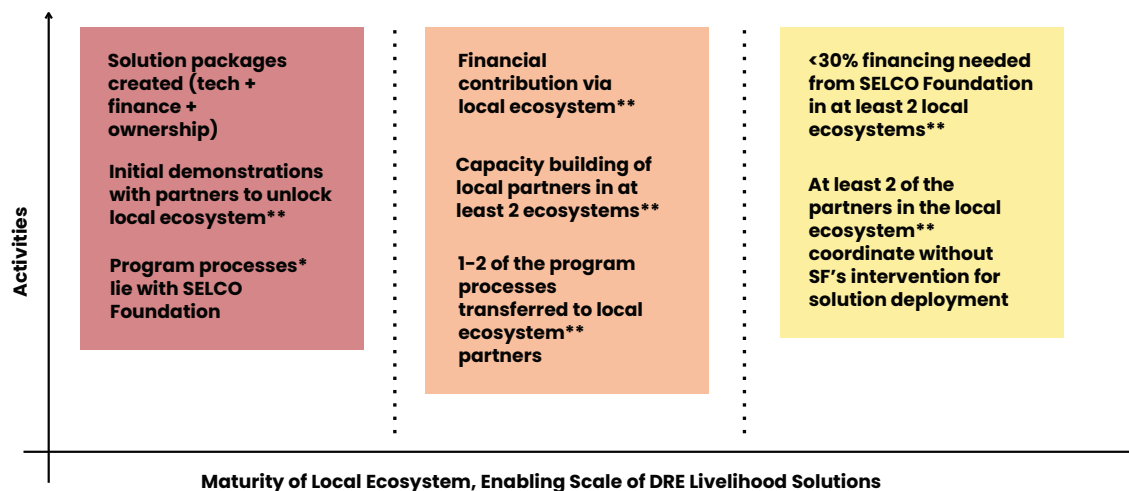 Solution packages
created (tech +
finance +
ownership)
Initial demonstrations
with partners to unlock
local ecosystem**
Program processes*
lie with SELCO
Foundation
Financial
contribution via
local ecosystem**
Capacity building of
local partners in at
least 2 ecosystems**
1-2 of the program
processes
transferred to local
ecosystem**
partners
<30% financing needed
from SELCO Foundation
in at least 2 local
ecosystems**
At least 2 of the
partners in the local
ecosystem**
coordinate without
SF's intervention for
solution deployment
Activities
Maturity of Local Ecosystem, Enabling Scale of DRE Livelihood Solutions